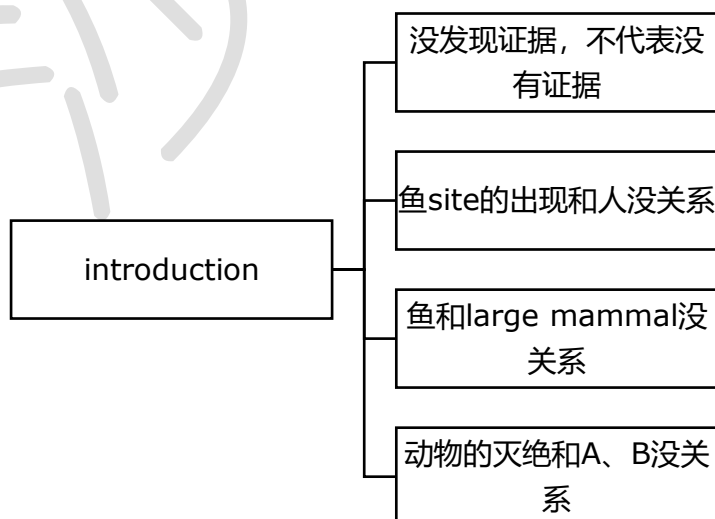 没发现证据，不代表没
有证据
鱼site的出现和人没关系
introduction
鱼和large mammal没
关系
动物的灭绝和A、B没关
系